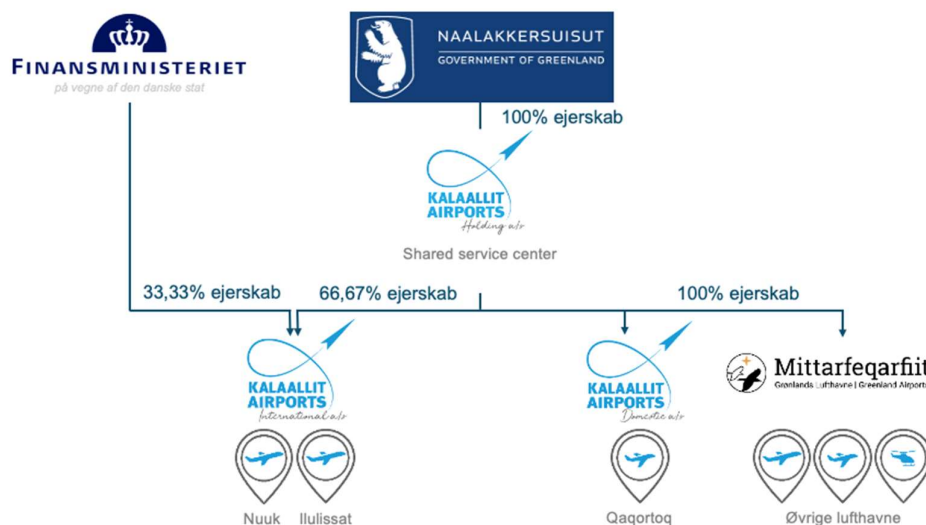 FINANSMINISTERIET
på vegne af den danske stat
NAALAKKERSUISUT
GOVERNMENT OF GREENLAND
100% ejerskab
KALAALLIT
AIRPORTS
Holding a/s
Shared service center
33,33% ejerskab
66,67% ejerskab
100% ejerskab
KALAALLIT
AIRPORTS
International a/s
KALAALLIT
AIRPORTS
Domestic a/s
Mittarfeqarfiit
Grønlands Lufthavne | Greenland Airports
Nuuk
Ilulissat
Qaqortoq
Øvrige lufthavne